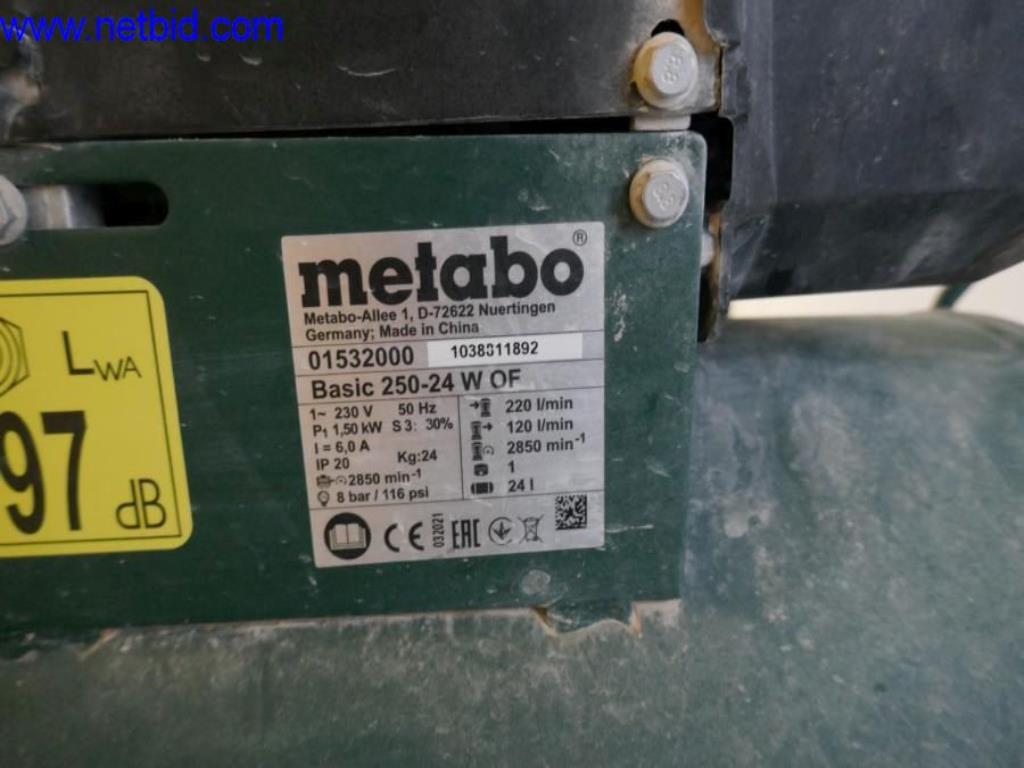 www.netbid.com
8.8
LWA
97
dB
metabo®
Metabo-Allee 1, D-72622 Nuertingen
Germany; Made in China
01532000
Basic 250-24 W OF
1~ 230 V 50 Hz
P1 1,50 kW S 3: 30%
I = 6,0 A
IP 20 Kg:24
2850 min-1
8 bar / 116 psi
220 l/min
120 l/min
2850 min-1
1
24 l
CE 032021 EAC